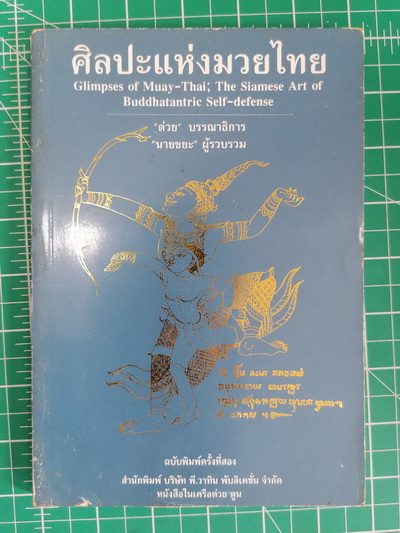 ศิลปะแห่งมวยไทย
Glimpses of Muay-Thai; The Siamese Art of
Buddhatantric Self-defense
"ต่วย" บรรณาธิการ
"นายขยะ" ผู้รวบรวม
ฉบับพิมพ์ครั้งที่สอง
สำนักพิมพ์ บริษัท พี.วาทิน พับลิเคชั่น จำกัด
หนังสือในเครือต่วย'ตูน